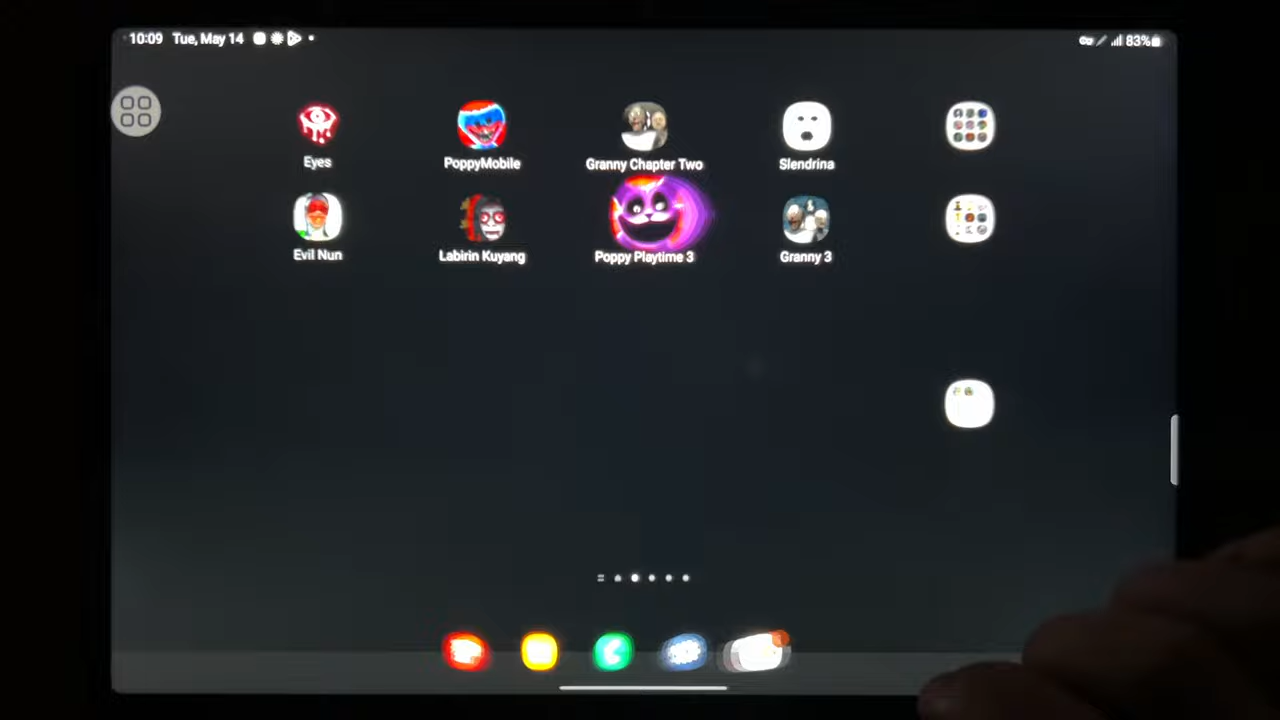 10:09 Tue, May 14
83%
Eyes
PoppyMobile
Granny Chapter Two
Slendrina
Evil Nun
Labirin Kuyang
Poppy Playtime 3
Granny 3